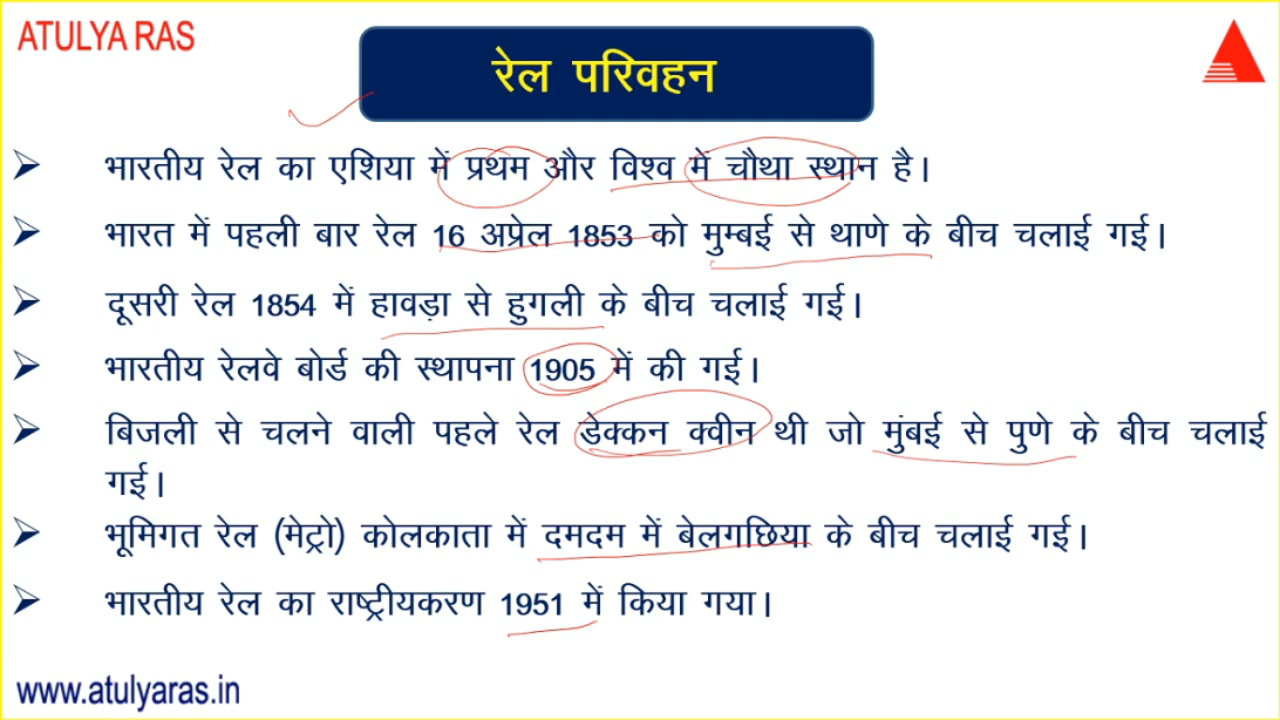 ATULYA RAS
रेल परिवहन
भारतीय रेल का एशिया में प्रथम और विश्व में चौथा स्थान है।
भारत में पहली बार रेल 16 अप्रेल 1853 को मुम्बई से थाणे के बीच चलाई गई।
दूसरी रेल 1854 में हावड़ा से हुगली के बीच चलाई गई।
भारतीय रेलवे बोर्ड की स्थापना 1905 में की गई।
बिजली से चलने वाली पहले रेल डेक्कन क्वीन थी जो मुंबई से पुणे के बीच चलाई
गई।
भूमिगत रेल (मेट्रो) कोलकाता में दमदम में बेलगछिया के बीच चलाई गई।
भारतीय रेल का राष्ट्रीयकरण 1951 में किया गया।
www.atulyaras.in